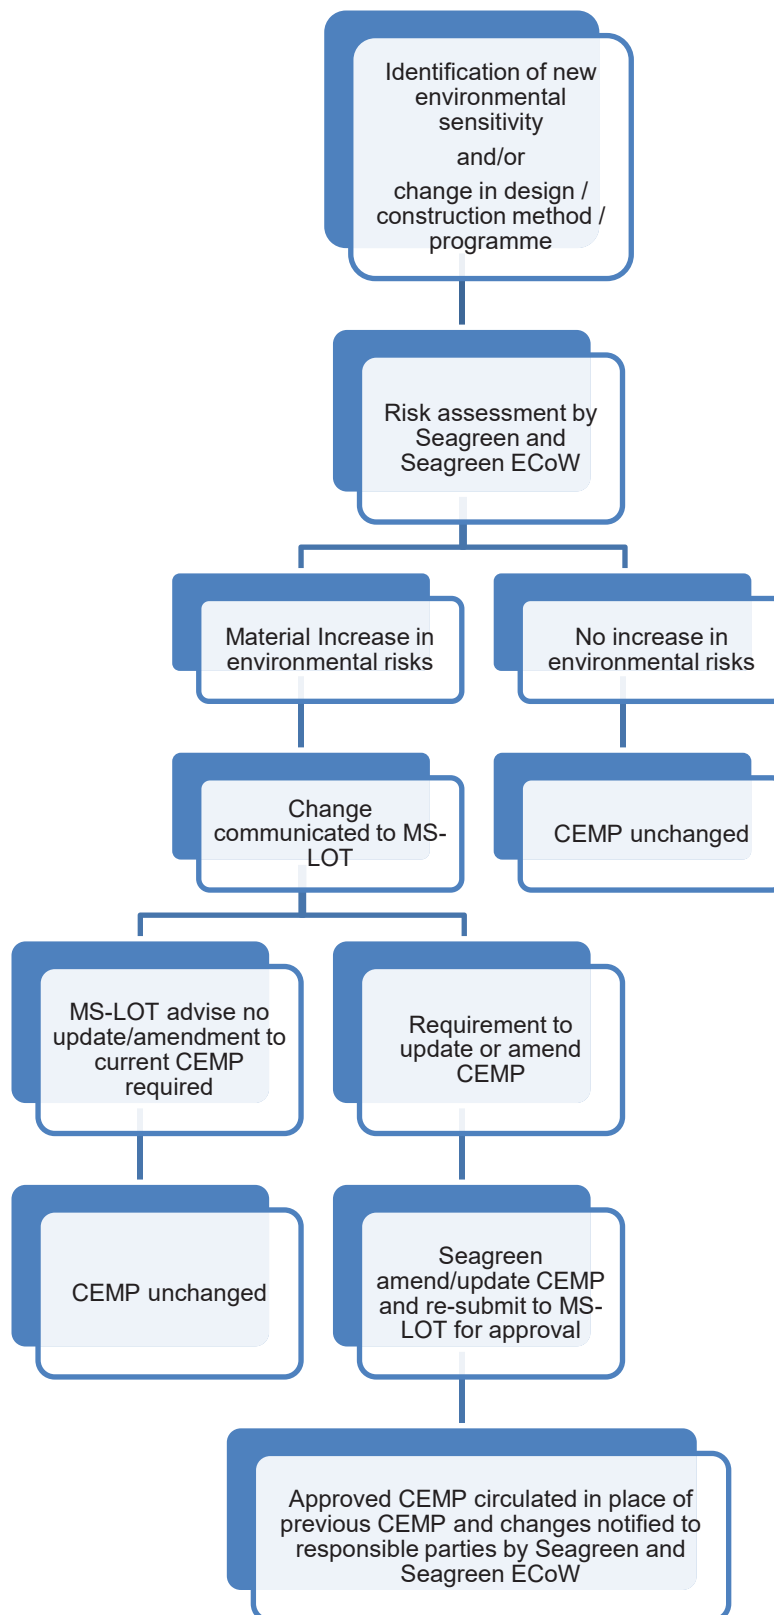 Identification of new
environmental
sensitivity
and/or
change in design /
construction method /
programme
Risk assessment by
Seagreen and
Seagreen ECoW
Material Increase in
environmental risks
No increase in
environmental risks
Change
communicated to MS-
LOT
CEMP unchanged
MS-LOT advise no
update/amendment to
current CEMP
required
Requirement to
update or amend
CEMP
CEMP unchanged
Seagreen
amend/update CEMP
and re-submit to MS-
LOT for approval
Approved CEMP circulated in place of
previous CEMP and changes notified to
responsible parties by Seagreen and
Seagreen ECoW